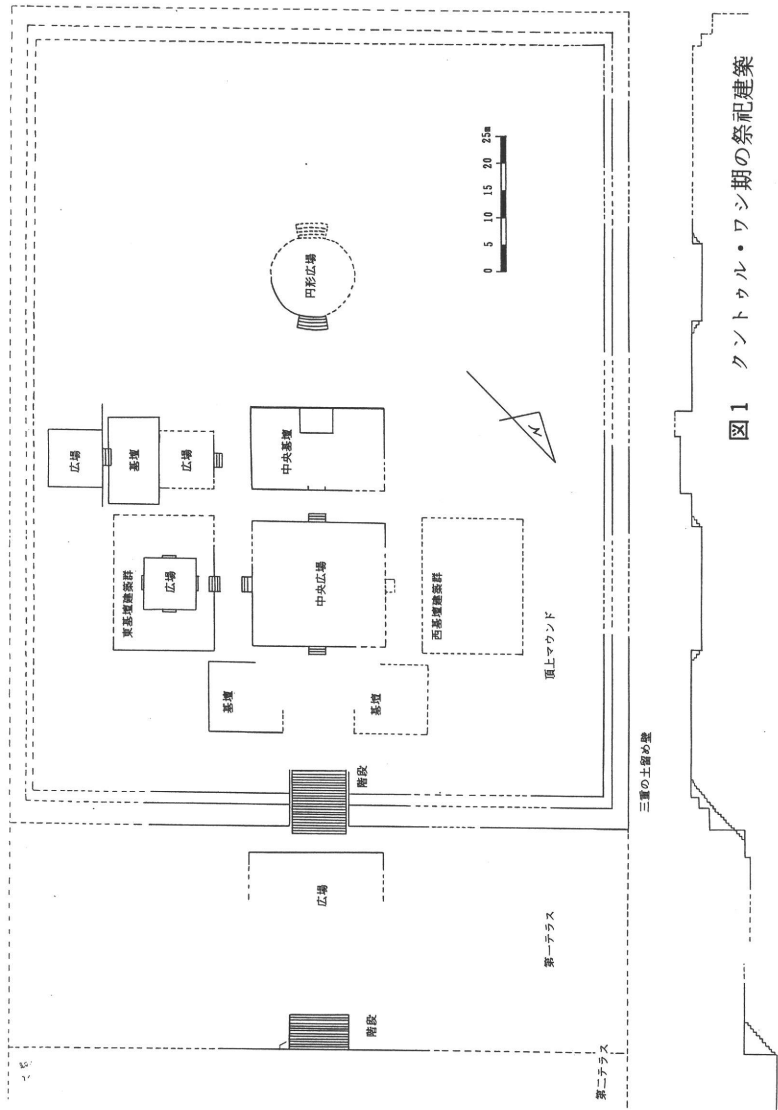 広場
基壇
広場
東基壇建築群
広場
基壇
中央基壇
円形広場
中央広場
基壇
西基壇建築群
頂上マウンド
階段
広場
第一テラス
階段
第二テラス
三重の土留め壁
N
0 5 10 15 20 25m
図1 クントゥル・ワシ期の祭祀建築